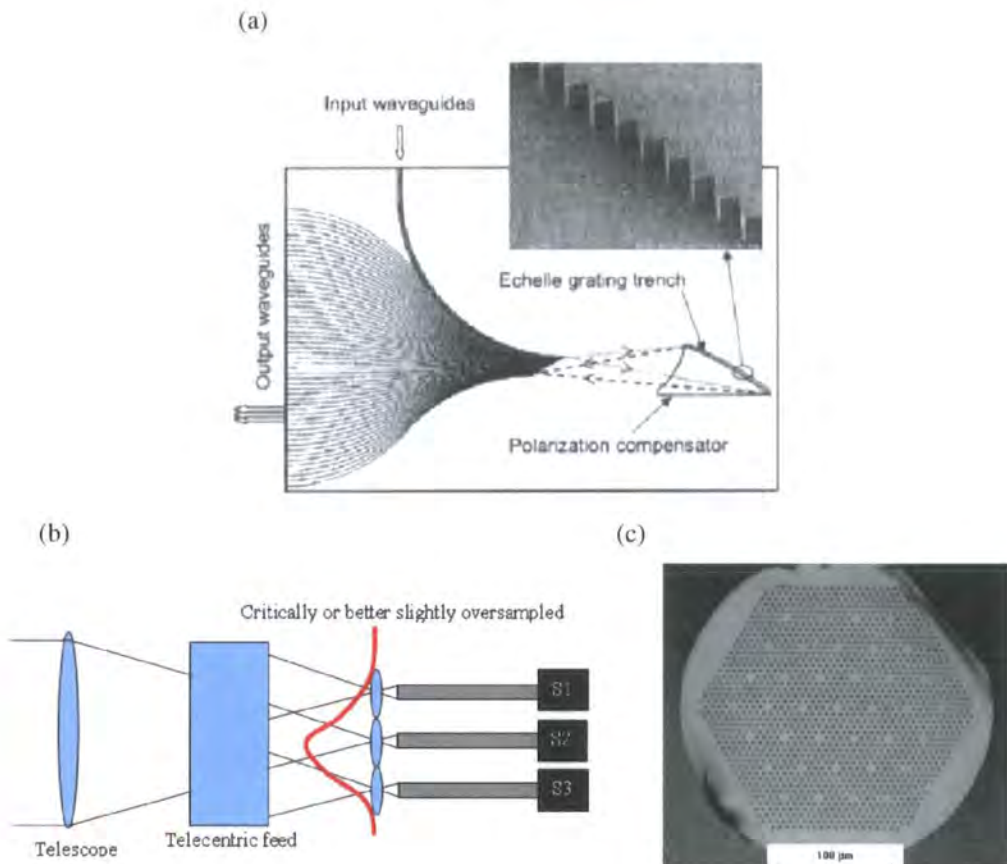 (a)
Input waveguides
Output waveguides
Echelle grating trench
Polarization compensator
(b)
(c)
Critically or better slightly oversampled
S1
S2
S3
Telescope
Telecentric feed
100 µm